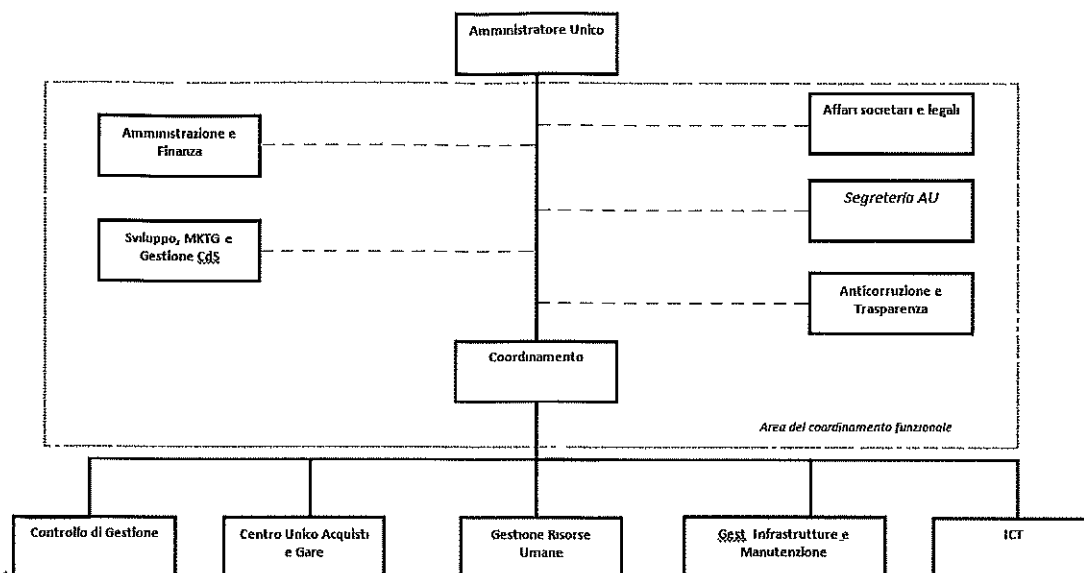 Amministratore Unico
Affari societari e legali
Amministrazione e
Finanza
Segreteria AU
Sviluppo, MKTG e
Gestione CdS
Anticorruzione e
Trasparenza
Coordinamento
Area del coordinamento funzionale
Controllo di Gestione
Centro Unico Acquisti
e Gare
Gestione Risorse
Umane
Gest Infrastrutture e
Manutenzione
ICT